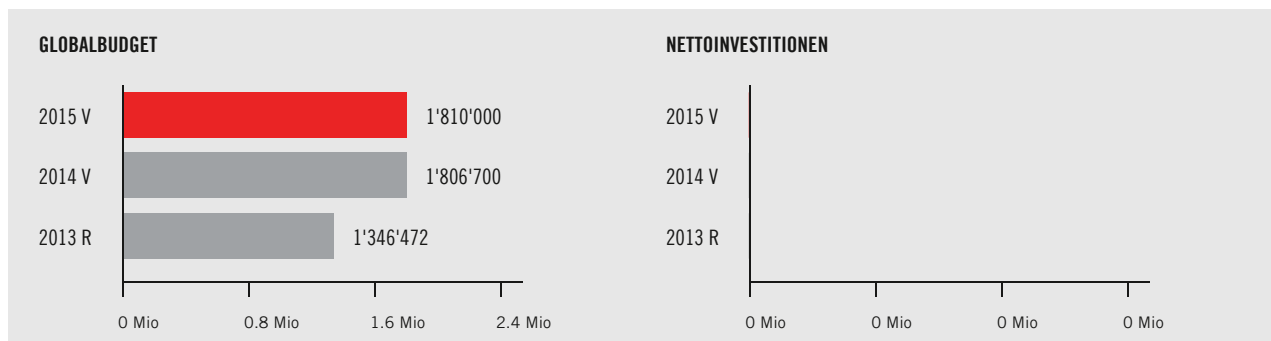 GLOBALBUDGET
2015 V 1'810'000
2014 V 1'806'700
2013 R 1'346'472
0 Mio 0.8 Mio 1.6 Mio 2.4 Mio
NETTOINVESTITIONEN
2015 V
2014 V
2013 R
0 Mio 0 Mio 0 Mio 0 Mio